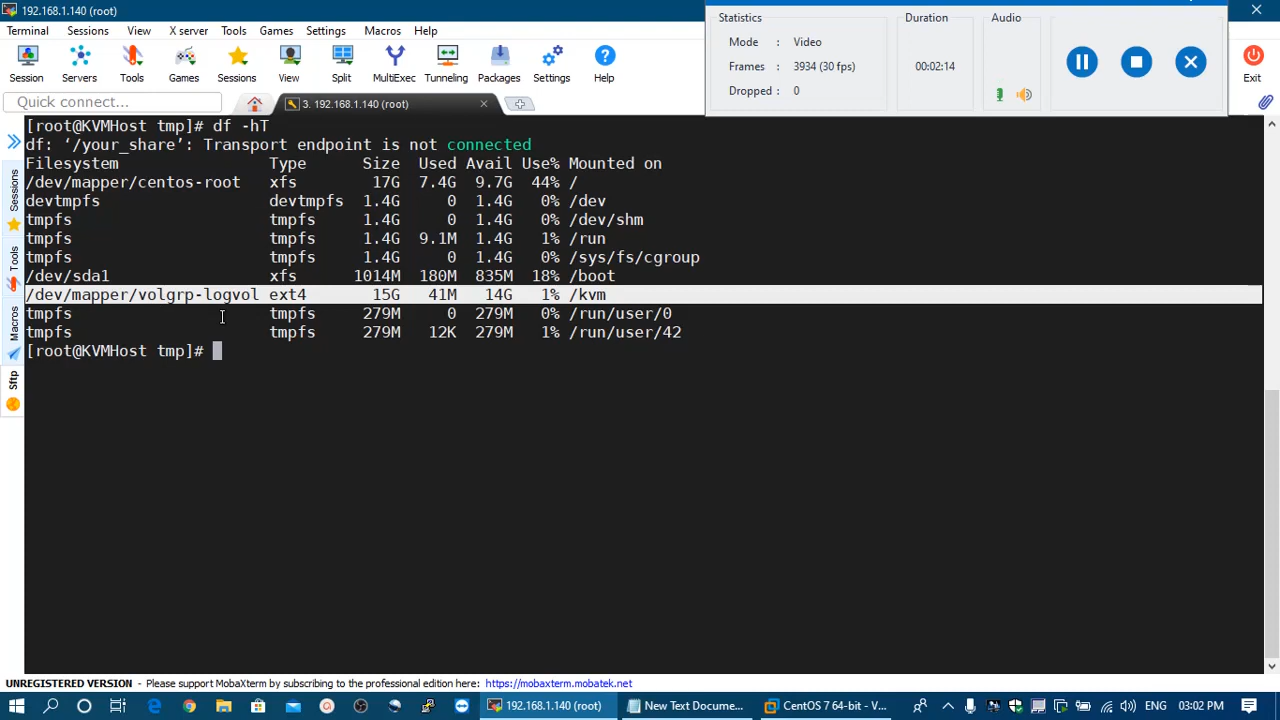 192.168.1.140 (root)
Terminal Sessions View X server Tools Games Settings Macros Help
Session Servers Tools Games Sessions View Split MultiExec Tunneling Packages Settings Help Exit
Statistics Duration Audio
Mode : Video
Frames : 3934 (30 fps) 00:02:14
Dropped : 0
Quick connect... 3. 192.168.1.140 (root)
[root@KVMHost tmp]# df -hT
df: ‘/your_share’: Transport endpoint is not connected
Filesystem Type Size Used Avail Use% Mounted on
/dev/mapper/centos-root xfs 17G 7.4G 9.7G 44% /
devtmpfs devtmpfs 1.4G 0 1.4G 0% /dev
tmpfs tmpfs 1.4G 0 1.4G 0% /dev/shm
tmpfs tmpfs 1.4G 9.1M 1.4G 1% /run
tmpfs tmpfs 1.4G 0 1.4G 0% /sys/fs/cgroup
/dev/sda1 xfs 1014M 180M 835M 18% /boot
/dev/mapper/volgrp-logvol ext4 15G 41M 14G 1% /kvm
tmpfs tmpfs 279M 0 279M 0% /run/user/0
tmpfs tmpfs 279M 12K 279M 1% /run/user/42
[root@KVMHost tmp]#
Sessions
Tools
Macros
Sftp
UNREGISTERED VERSION - Please support MobaXterm by subscribing to the professional edition here: https://mobaxterm.mobatek.net
192.168.1.140 (root) New Text Docume... CentOS 7 64-bit - V... ENG 03:02 PM